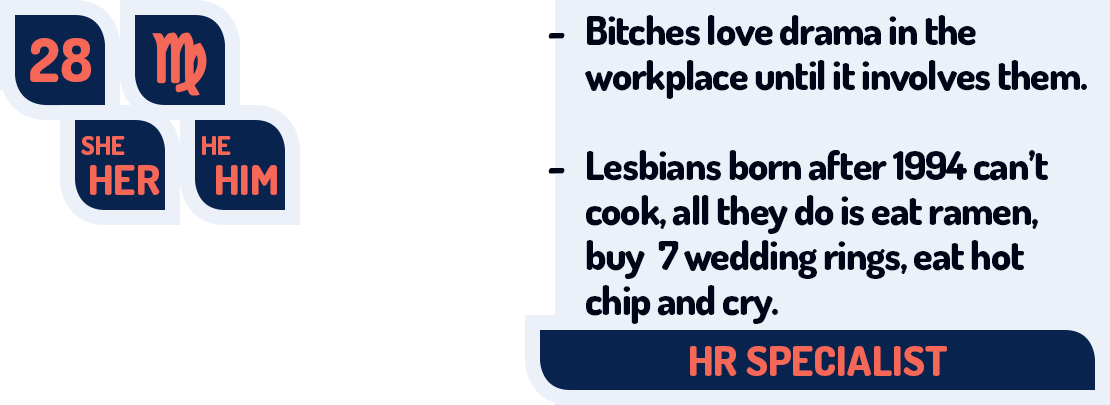 28 ♍
SHE
HER
HE
HIM
- Bitches love drama in the
workplace until it involves them.
- Lesbians born after 1994 can't
cook, all they do is eat ramen,
buy 7 wedding rings, eat hot
chip and cry.
HR SPECIALIST